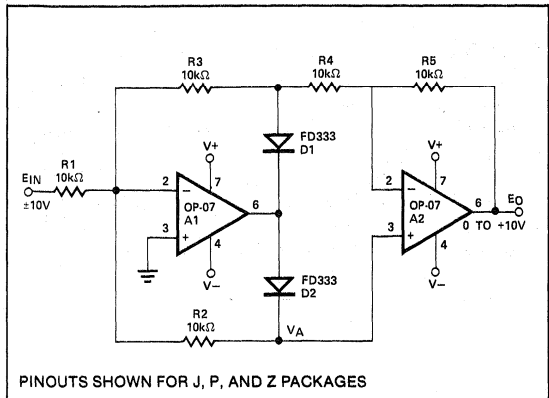 R3
10kΩ
R4
10kΩ
R5
10kΩ
FD333
D1
V+
V+
EIN
±10V
R1
10kΩ
2
−
7
OP-07
A1
6
3
+
4
V−
2
−
7
OP-07
A2
6
EO
0 TO +10V
3
+
4
V−
FD333
D2
R2
10kΩ
VA
PINOUTS SHOWN FOR J, P, AND Z PACKAGES